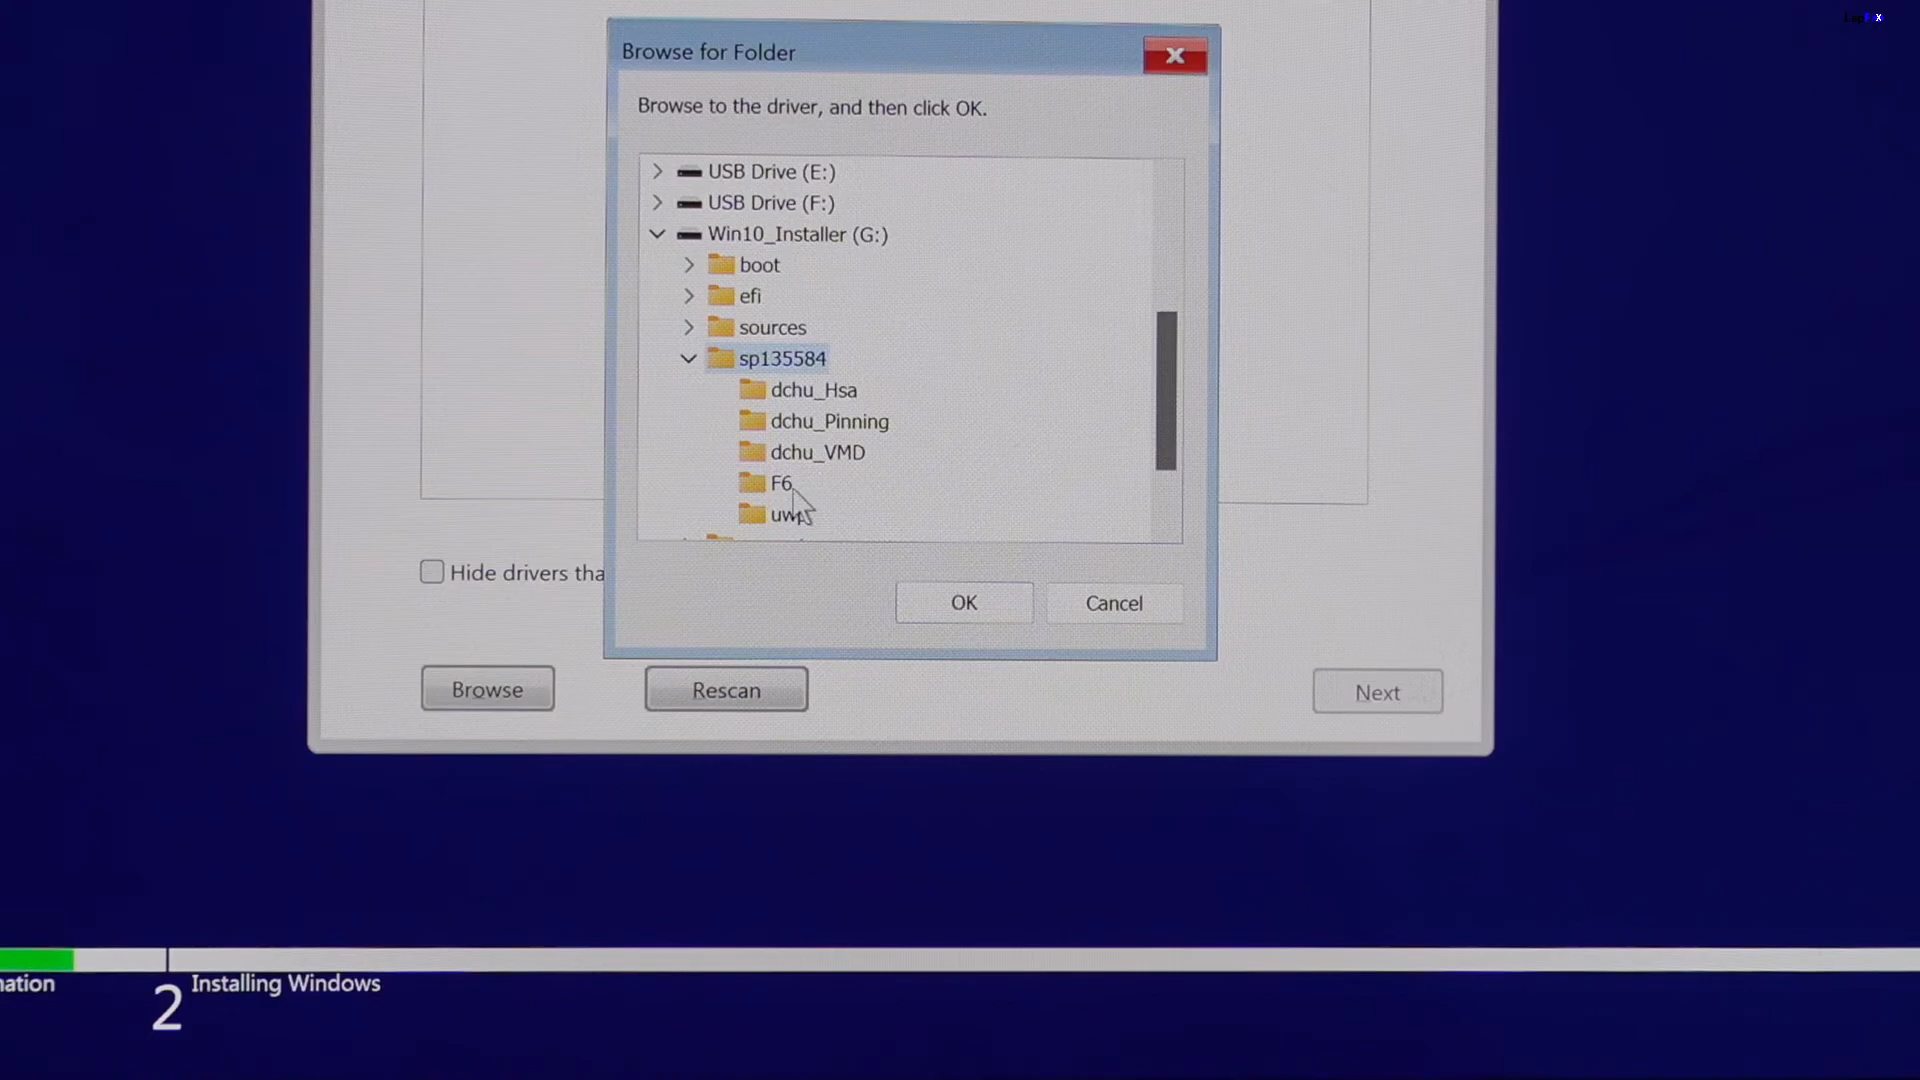 Browse for Folder
Browse to the driver, and then click OK.
USB Drive (E:)
USB Drive (F:)
Win10_Installer (G:)
boot
efi
sources
sp135584
dchu_Hsa
dchu_Pinning
dchu_VMD
F6
OK
Cancel
Hide drivers tha
Browse
Rescan
Next
nation
2
Installing Windows